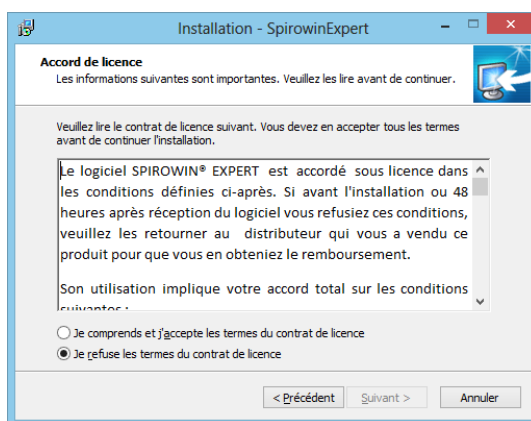 Installation - SpirowinExpert
Accord de licence
Les informations suivantes sont importantes. Veuillez les lire avant de continuer.
Veuillez lire le contrat de licence suivant. Vous devez en accepter tous les termes
avant de continuer l'installation.
Le logiciel SPIROWIN® EXPERT est accordé sous licence dans
les conditions définies ci-après. Si avant l'installation ou 48
heures après réception du logiciel vous refusiez ces conditions,
veuillez les retourner au distributeur qui vous a vendu ce
produit pour que vous en obteniez le remboursement.
Son utilisation implique votre accord total sur les conditions
suivantes :
Je comprends et j'accepte les termes du contrat de licence
Je refuse les termes du contrat de licence
< Précédent
Suivant >
Annuler